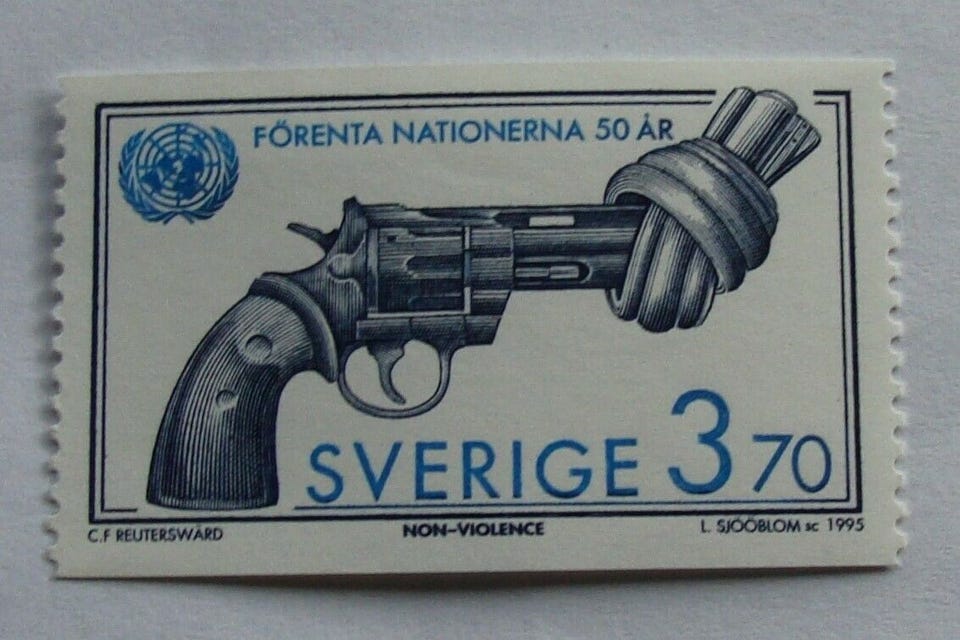 FÖRENTA NATIONERNA 50 ÅR
SVERIGE 3 70
C.F REUTERSWÄRD NON-VIOLENCE L. SJÖÖBLOM sc 1995